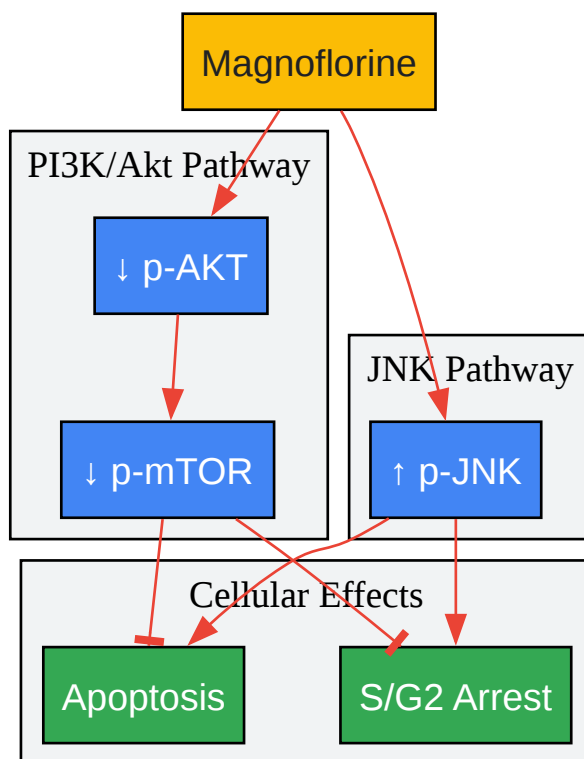 Magnoflorine
PI3K/Akt Pathway
↓ p-AKT
↓ p-mTOR
JNK Pathway
↑ p-JNK
Cellular Effects
Apoptosis
S/G2 Arrest